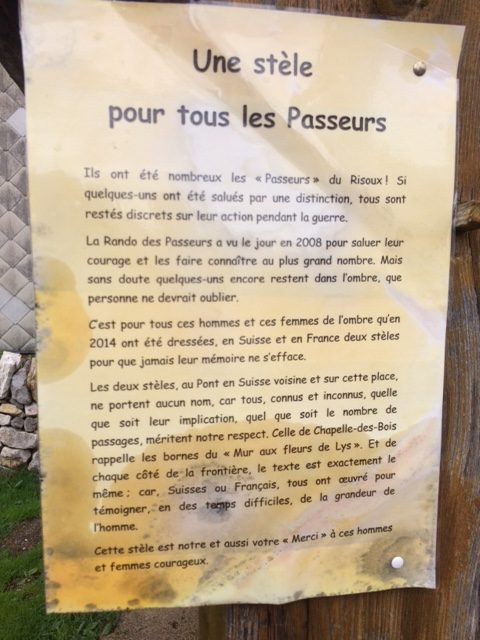 Une stèle
pour tous les Passeurs
Ils ont été nombreux les « Passeurs » du Risoux ! Si
quelques-uns ont été salués par une distinction, tous sont
restés discrets sur leur action pendant la guerre.
La Rando des Passeurs a vu le jour en 2008 pour saluer leur
courage et les faire connaître au plus grand nombre. Mais
sans doute quelques-uns encore restent dans l'ombre, que
personne ne devrait oublier.
C'est pour tous ces hommes et ces femmes de l'ombre qu'en
2014 ont été dressées, en Suisse et en France deux stèles
pour que jamais leur mémoire ne s'efface.
Les deux stèles, au Pont en Suisse voisine et sur cette place,
ne portent aucun nom, car tous, connus et inconnus, quelle
que soit leur implication, quel que soit le nombre de
passages, méritent notre respect. Celle de Chapelle-des-Bois
rappelle les bornes du « Mur aux fleurs de Lys ». Et de
chaque côté de la frontière, le texte est exactement le
même ; car, Suisses ou Français, tous ont œuvré pour
témoigner, en des temps difficiles, de la grandeur de
l'homme.
Cette stèle est notre et aussi votre « Merci » à ces hommes
et femmes courageux.